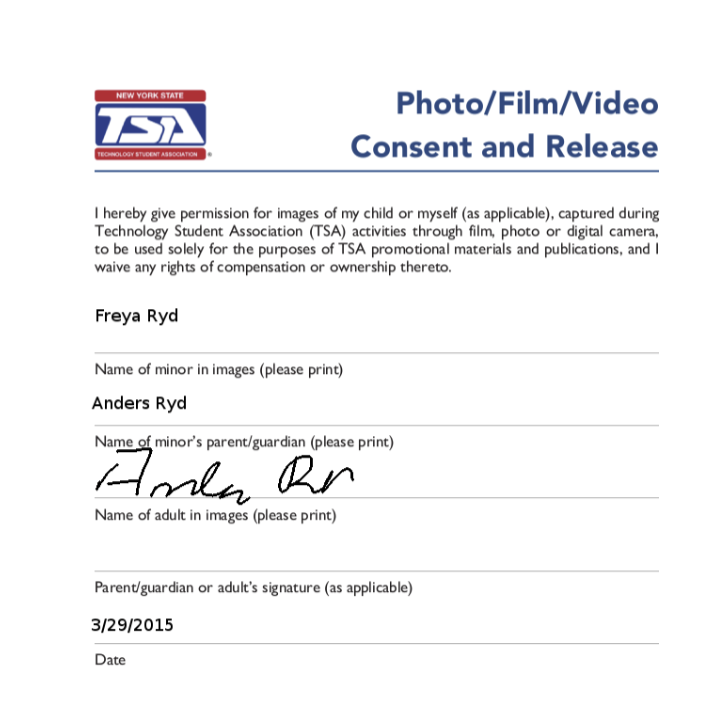 NEW YORK STATE
TSA
TECHNOLOGY STUDENT ASSOCIATION ®
Photo/Film/Video
Consent and Release
I hereby give permission for images of my child or myself (as applicable), captured during
Technology Student Association (TSA) activities through film, photo or digital camera,
to be used solely for the purposes of TSA promotional materials and publications, and I
waive any rights of compensation or ownership thereto.
Freya Ryd
Name of minor in images (please print)
Anders Ryd
Name of minor's parent/guardian (please print)
Name of adult in images (please print)
Parent/guardian or adult's signature (as applicable)
3/29/2015
Date